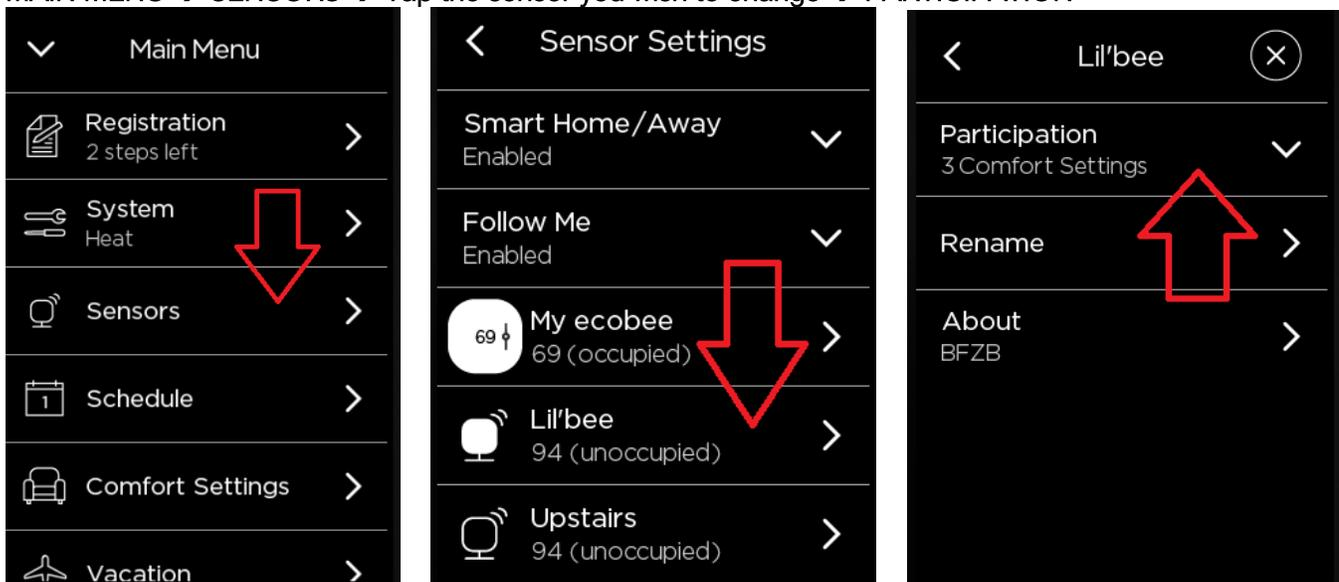 Main Menu
Registration
2 steps left
System
Heat
Sensors
Schedule
1
Comfort Settings
Vacation
Sensor Settings
Smart Home/Away
Enabled
Follow Me
Enabled
69
My ecobee
69 (occupied)
Lil'bee
94 (unoccupied)
Upstairs
94 (unoccupied)
Lil'bee
Participation
3 Comfort Settings
Rename
About
BFZB